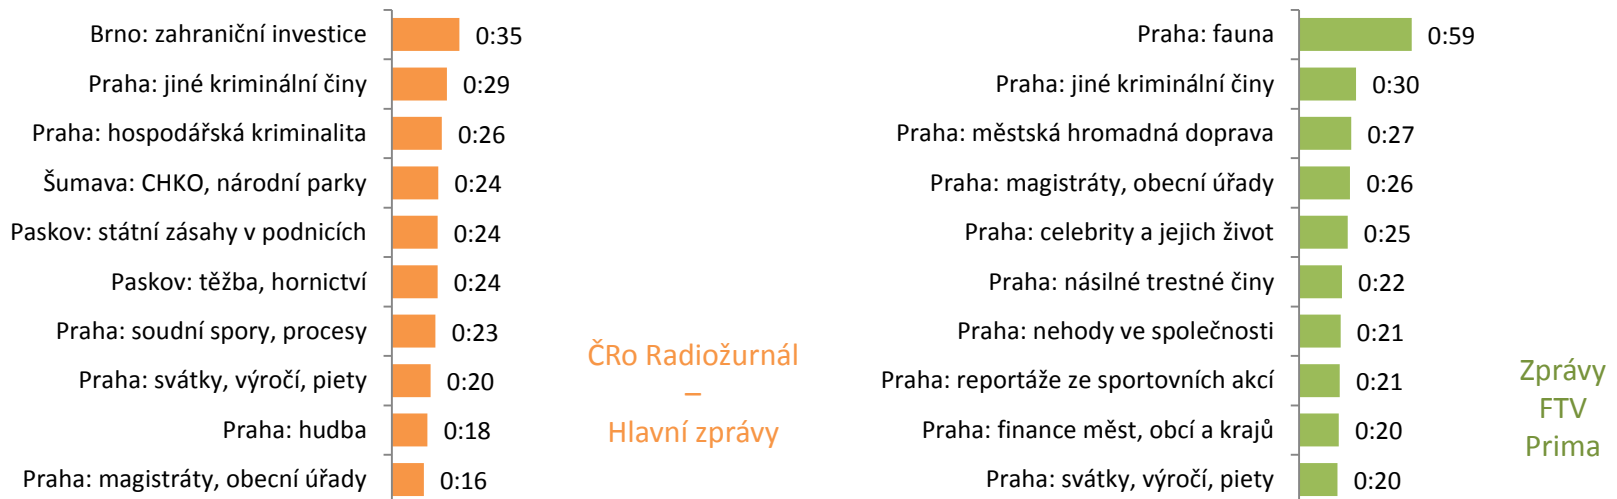 Brno: zahraniční investice 0:35
Praha: jiné kriminální činy 0:29
Praha: hospodářská kriminalita 0:26
Šumava: CHKO, národní parky 0:24
Paskov: státní zásahy v podnicích 0:24
Paskov: těžba, hornictví 0:24
Praha: soudní spory, procesy 0:23
Praha: svátky, výročí, piety 0:20
Praha: hudba 0:18
Praha: magistráty, obecní úřady 0:16
ČRo Radiožurnál
–
Hlavní zprávy
Praha: fauna 0:59
Praha: jiné kriminální činy 0:30
Praha: městská hromadná doprava 0:27
Praha: magistráty, obecní úřady 0:26
Praha: celebrity a jejich život 0:25
Praha: násilné trestné činy 0:22
Praha: nehody ve společnosti 0:21
Praha: reportáže ze sportovních akcí 0:21
Praha: finance měst, obcí a krajů 0:20
Praha: svátky, výročí, piety 0:20
Zprávy
FTV
Prima